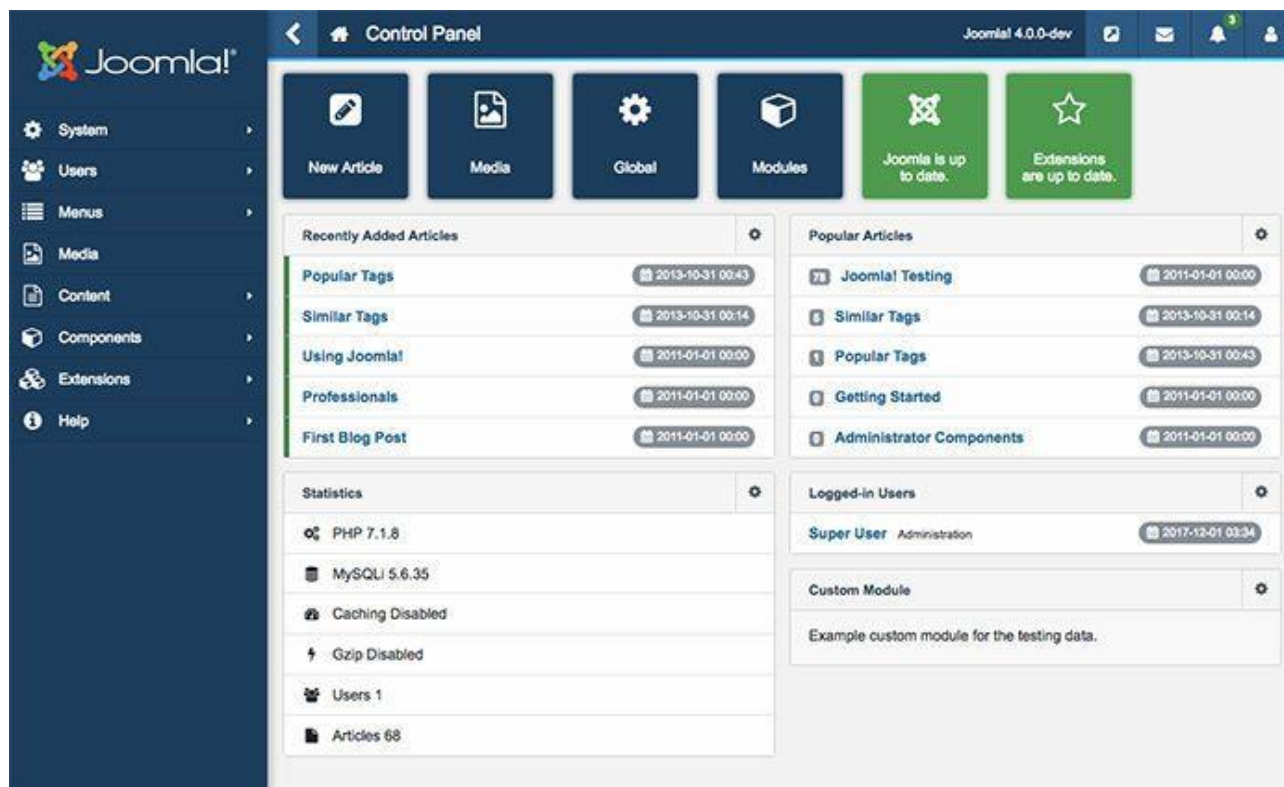 Joomla!®
System
Users
Menus
Media
Content
Components
Extensions
Help
Control Panel
Joomla! 4.0.0-dev
3
New Article
Media
Global
Modules
Joomla is up
to date.
Extensions
are up to date.
Recently Added Articles
Popular Tags 2013-10-31 00:43
Similar Tags 2013-10-31 00:14
Using Joomla! 2011-01-01 00:00
Professionals 2011-01-01 00:00
First Blog Post 2011-01-01 00:00
Popular Articles
Joomla! Testing 2011-01-01 00:00
Similar Tags 2013-10-31 00:14
Popular Tags 2013-10-31 00:43
Getting Started 2011-01-01 00:00
Administrator Components 2011-01-01 00:00
Statistics
PHP 7.1.8
MySQLi 5.6.35
Caching Disabled
Gzip Disabled
Users 1
Articles 68
Logged-in Users
Super User Administration 2017-12-01 03:34
Custom Module
Example custom module for the testing data.